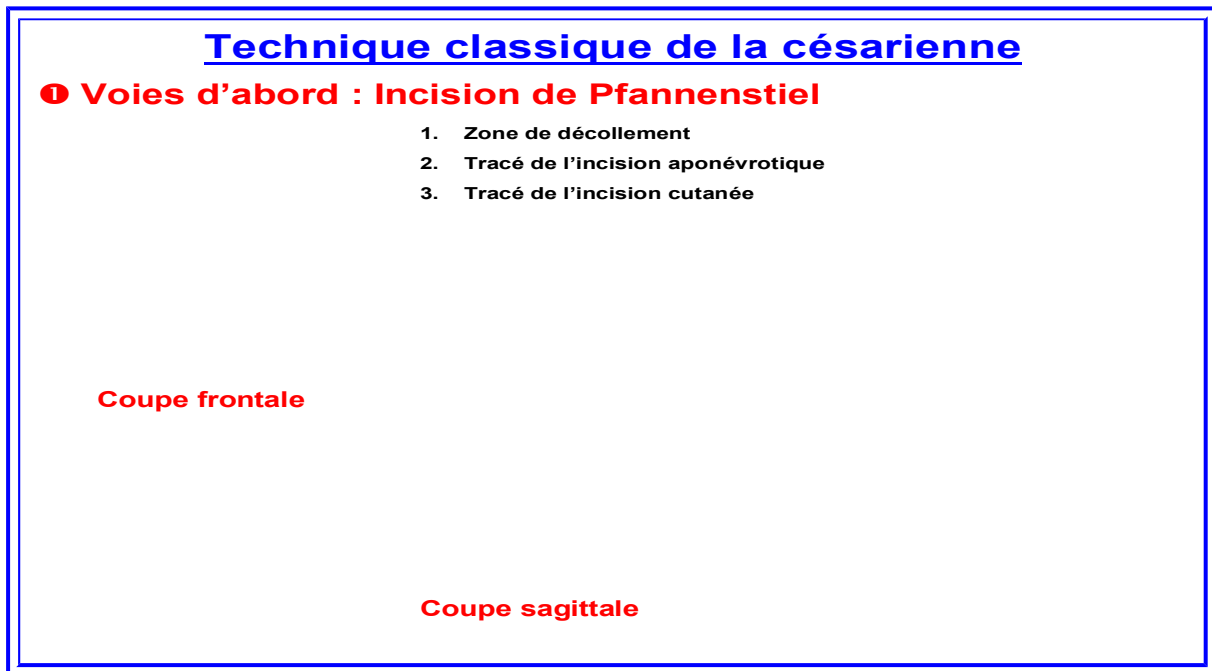 Technique classique de la césarienne
❶ Voies d’abord : Incision de Pfannenstiel
1. Zone de décollement
2. Tracé de l’incision aponévrotique
3. Tracé de l’incision cutanée
Coupe frontale
Coupe sagittale